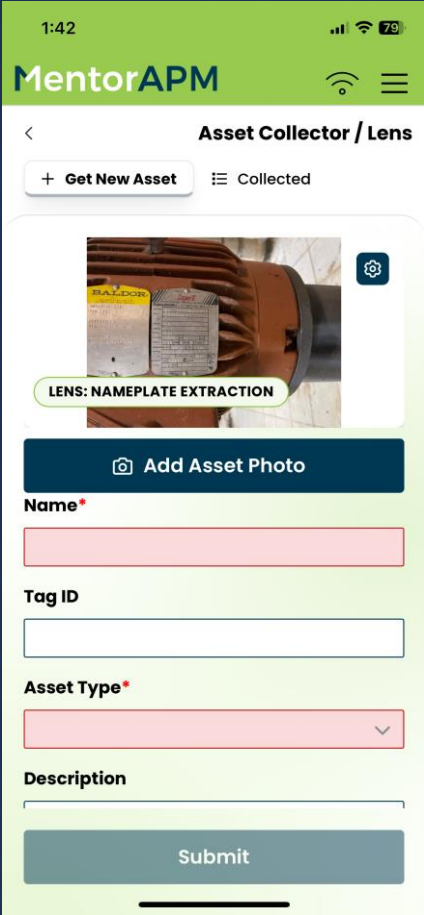 1:42
79
MentorAPM
Asset Collector / Lens
+ Get New Asset
Collected
BALDOR
LENS: NAMEPLATE EXTRACTION
Add Asset Photo
Name*
Tag ID
Asset Type*
Description
Submit